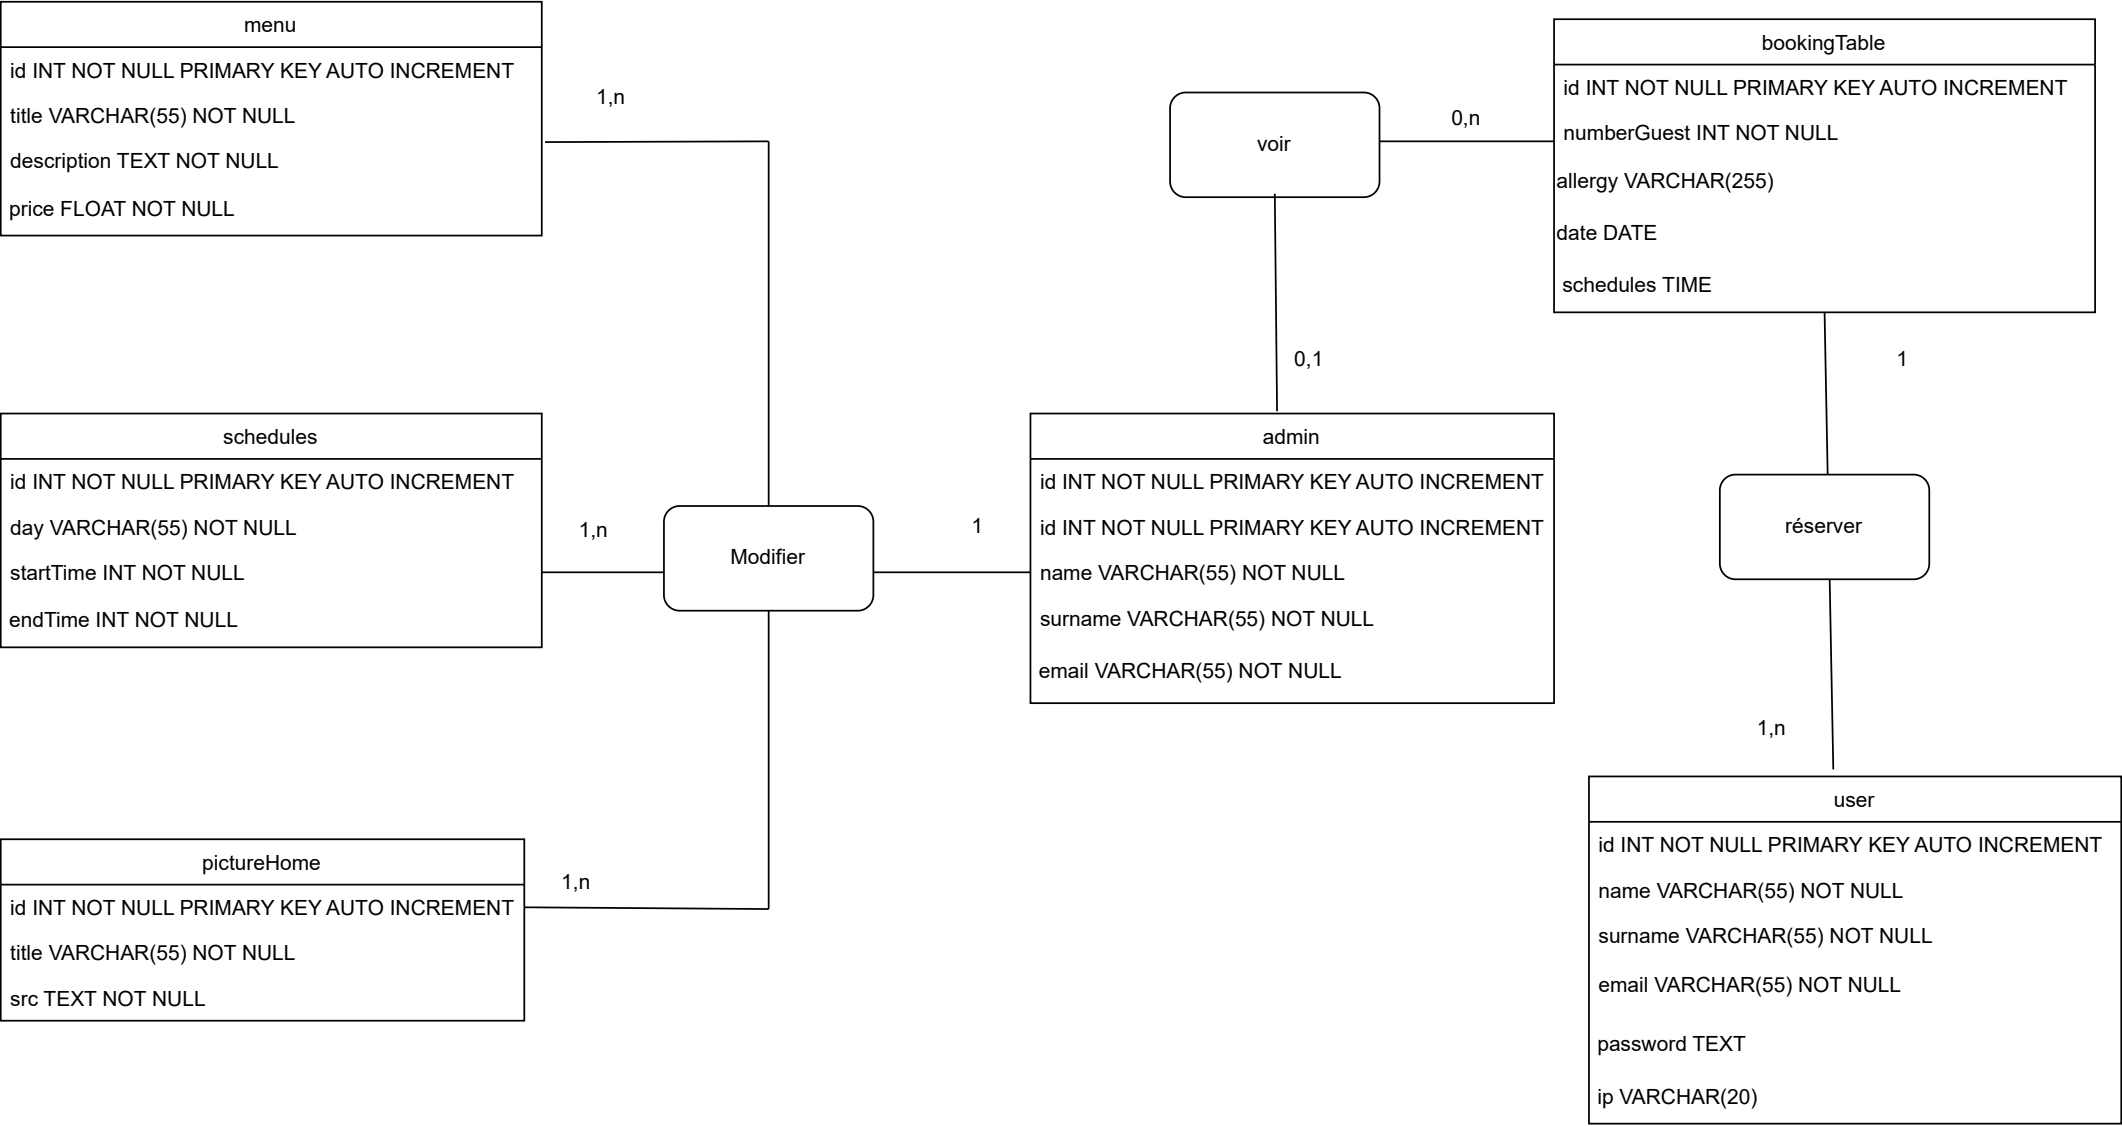 menu
id INT NOT NULL PRIMARY KEY AUTO INCREMENT
title VARCHAR(55) NOT NULL
description TEXT NOT NULL
price FLOAT NOT NULL
1,n
voir
0,n
0,1
bookingTable
id INT NOT NULL PRIMARY KEY AUTO INCREMENT
numberGuest INT NOT NULL
allergy VARCHAR(255)
date DATE
schedules TIME
1
schedules
id INT NOT NULL PRIMARY KEY AUTO INCREMENT
day VARCHAR(55) NOT NULL
startTime INT NOT NULL
endTime INT NOT NULL
1,n
Modifier
1
admin
id INT NOT NULL PRIMARY KEY AUTO INCREMENT
id INT NOT NULL PRIMARY KEY AUTO INCREMENT
name VARCHAR(55) NOT NULL
surname VARCHAR(55) NOT NULL
email VARCHAR(55) NOT NULL
réserver
1,n
pictureHome
id INT NOT NULL PRIMARY KEY AUTO INCREMENT
title VARCHAR(55) NOT NULL
src TEXT NOT NULL
1,n
user
id INT NOT NULL PRIMARY KEY AUTO INCREMENT
name VARCHAR(55) NOT NULL
surname VARCHAR(55) NOT NULL
email VARCHAR(55) NOT NULL
password TEXT
ip VARCHAR(20)